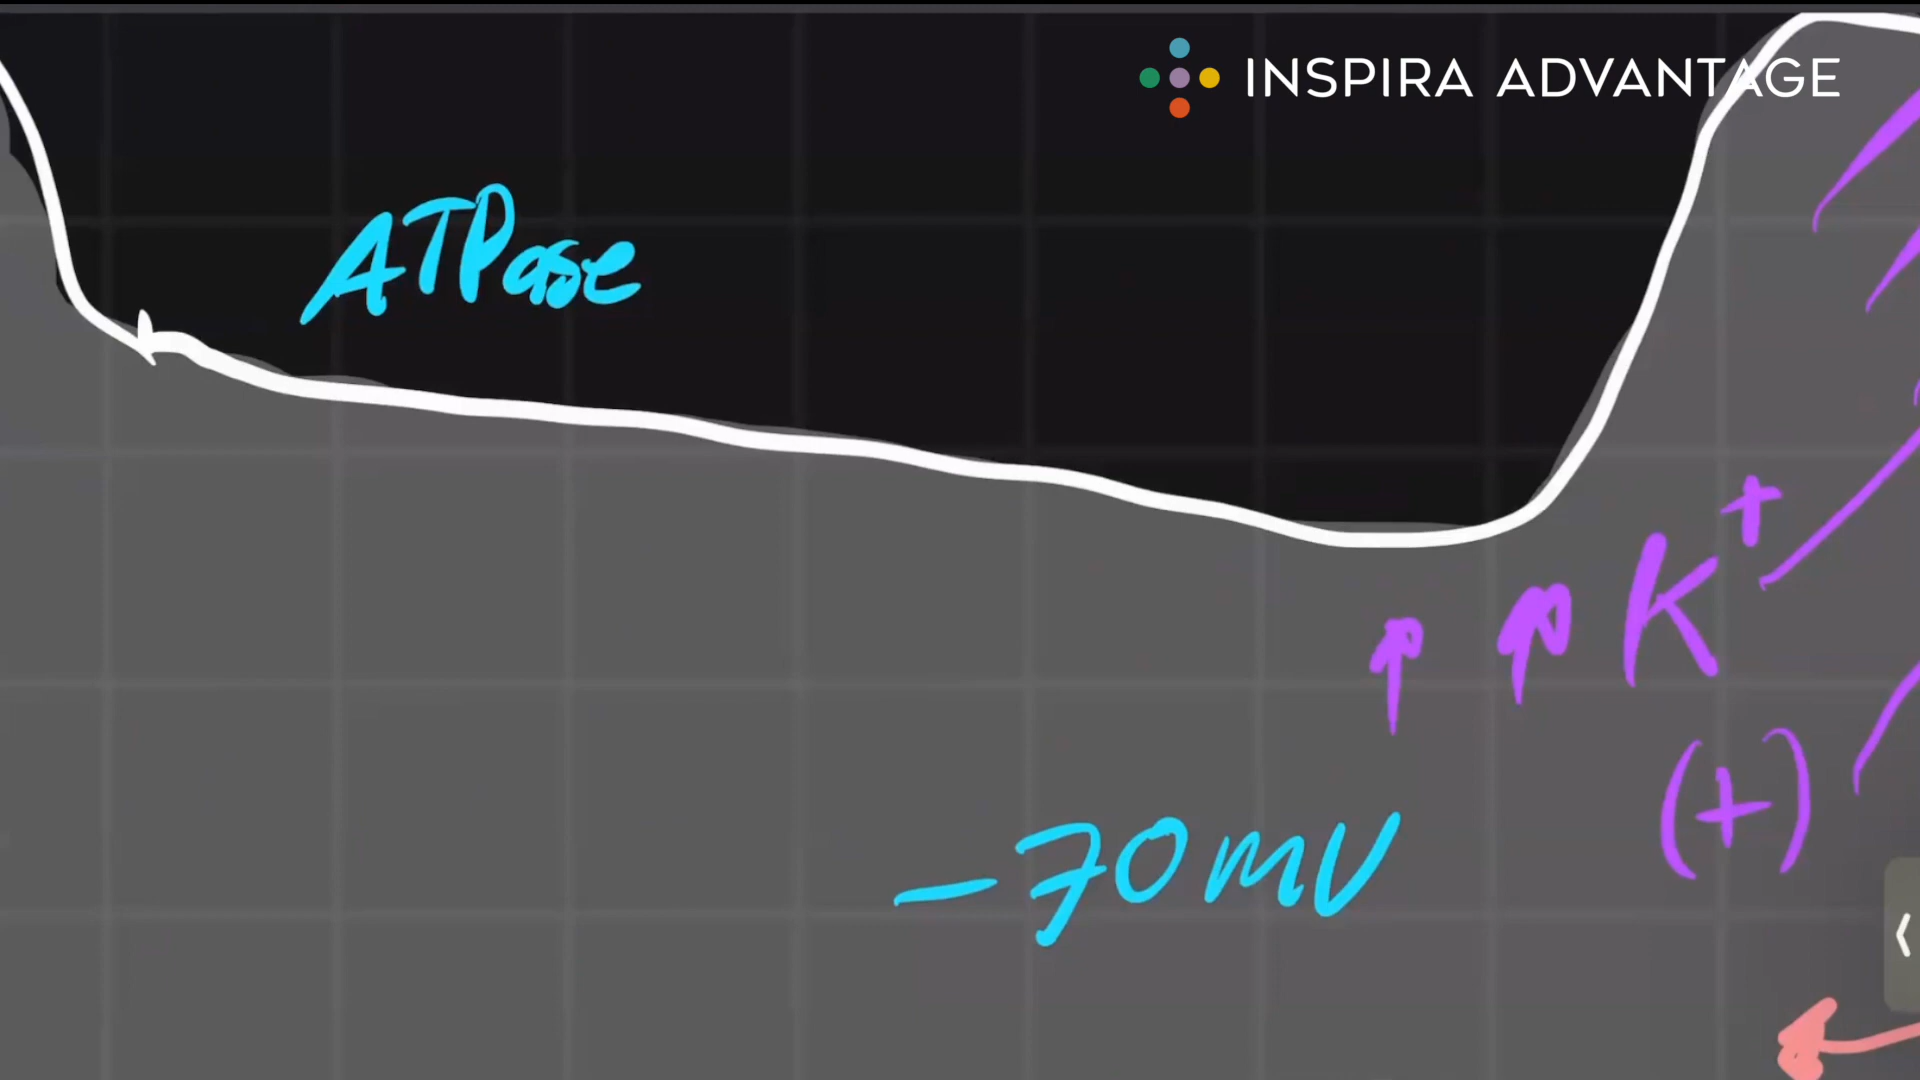 INSPIRA ADVANTAGE
ATPase
↑ ↑ K⁺
(+)
-70mV